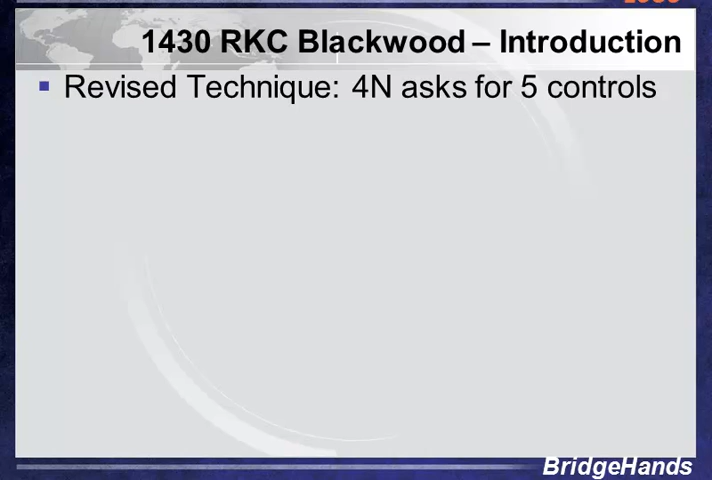 1430 RKC Blackwood – Introduction
Revised Technique: 4N asks for 5 controls
BridgeHands